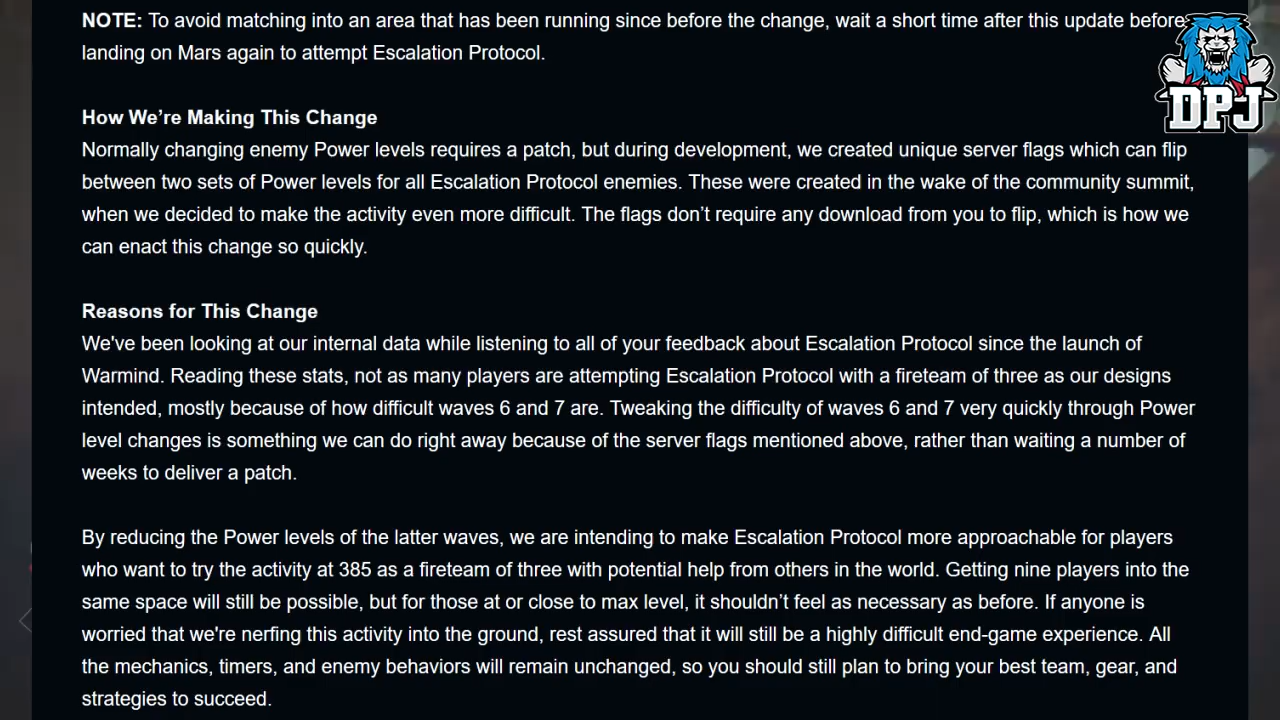 NOTE: To avoid matching into an area that has been running since before the change, wait a short time after this update before
landing on Mars again to attempt Escalation Protocol.
How We’re Making This Change
Normally changing enemy Power levels requires a patch, but during development, we created unique server flags which can flip
between two sets of Power levels for all Escalation Protocol enemies. These were created in the wake of the community summit,
when we decided to make the activity even more difficult. The flags don’t require any download from you to flip, which is how we
can enact this change so quickly.
Reasons for This Change
We've been looking at our internal data while listening to all of your feedback about Escalation Protocol since the launch of
Warmind. Reading these stats, not as many players are attempting Escalation Protocol with a fireteam of three as our designs
intended, mostly because of how difficult waves 6 and 7 are. Tweaking the difficulty of waves 6 and 7 very quickly through Power
level changes is something we can do right away because of the server flags mentioned above, rather than waiting a number of
weeks to deliver a patch.
By reducing the Power levels of the latter waves, we are intending to make Escalation Protocol more approachable for players
who want to try the activity at 385 as a fireteam of three with potential help from others in the world. Getting nine players into the
same space will still be possible, but for those at or close to max level, it shouldn’t feel as necessary as before. If anyone is
worried that we're nerfing this activity into the ground, rest assured that it will still be a highly difficult end-game experience. All
the mechanics, timers, and enemy behaviors will remain unchanged, so you should still plan to bring your best team, gear, and
strategies to succeed.
DPJ